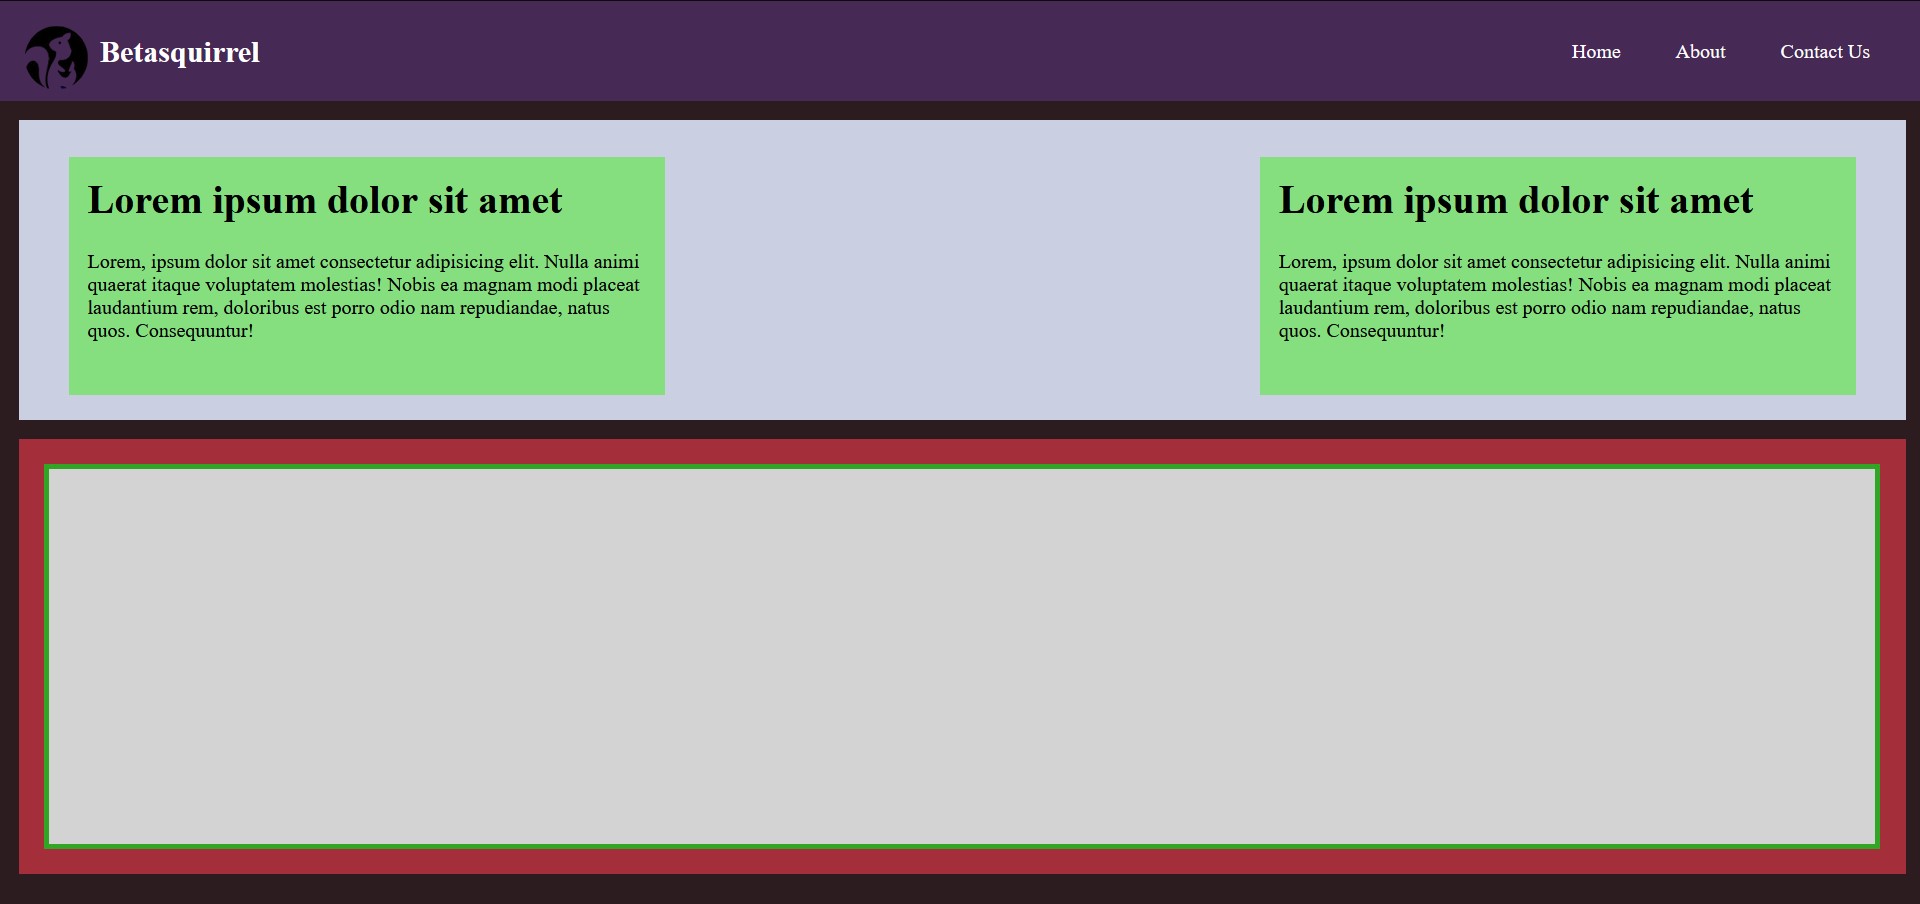 Betasquirrel
Home About Contact Us
Lorem ipsum dolor sit amet
Lorem, ipsum dolor sit amet consectetur adipisicing elit. Nulla animi
quaerat itaque voluptatem molestias! Nobis ea magnam modi placeat
laudantium rem, doloribus est porro odio nam repudiandae, natus
quos. Consequuntur!
Lorem ipsum dolor sit amet
Lorem, ipsum dolor sit amet consectetur adipisicing elit. Nulla animi
quaerat itaque voluptatem molestias! Nobis ea magnam modi placeat
laudantium rem, doloribus est porro odio nam repudiandae, natus
quos. Consequuntur!